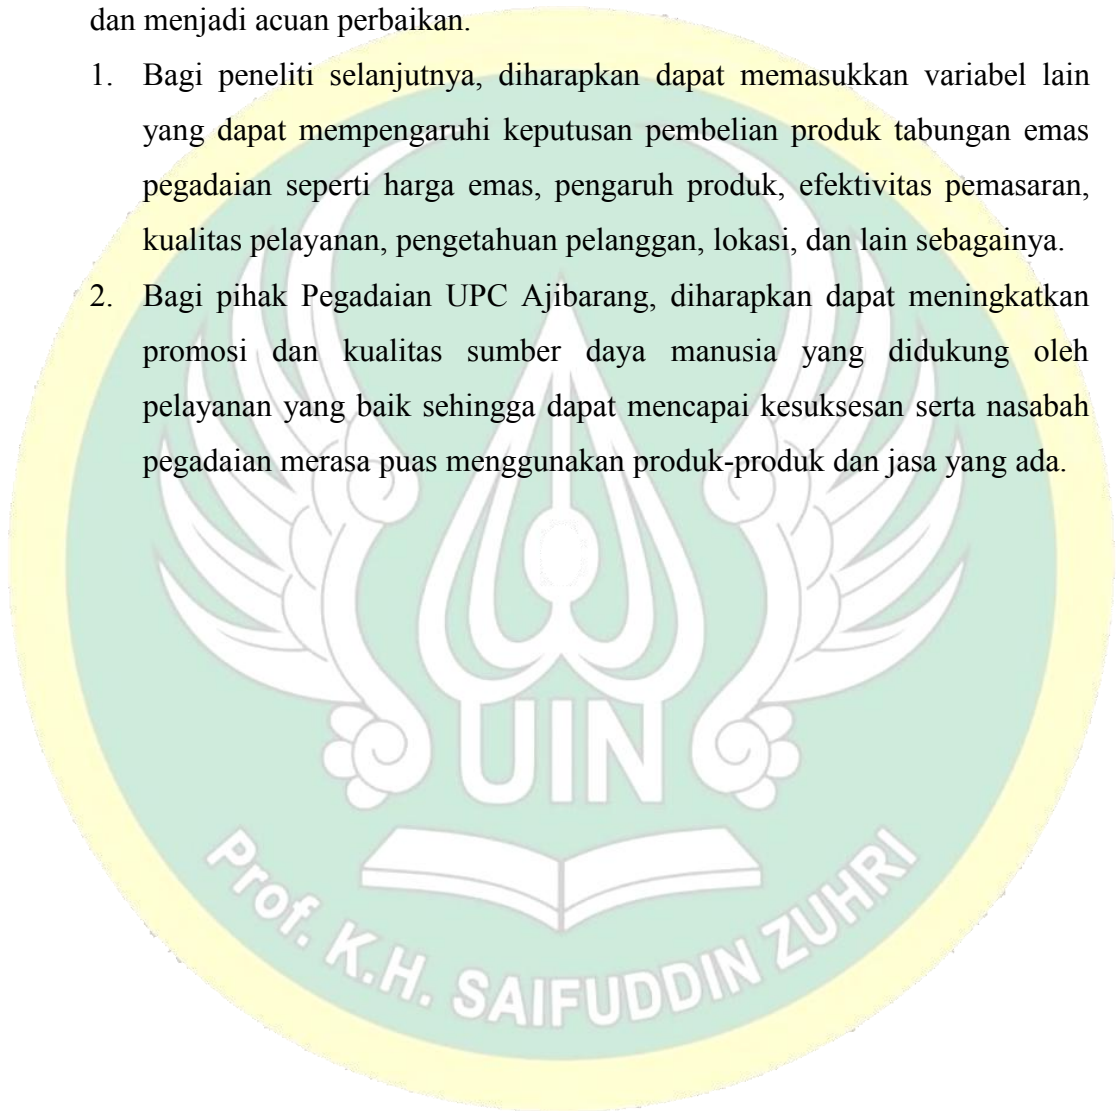 dan menjadi acuan perbaikan.
1. Bagi peneliti selanjutnya, diharapkan dapat memasukkan variabel lain
yang dapat mempengaruhi keputusan pembelian produk tabungan emas
pegadaian seperti harga emas, pengaruh produk, efektivitas pemasaran,
kualitas pelayanan, pengetahuan pelanggan, lokasi, dan lain sebagainya.
2. Bagi pihak Pegadaian UPC Ajibarang, diharapkan dapat meningkatkan
promosi dan kualitas sumber daya manusia yang didukung oleh
pelayanan yang baik sehingga dapat mencapai kesuksesan serta nasabah
pegadaian merasa puas menggunakan produk-produk dan jasa yang ada.
UIN
Prof. K.H. SAIFUDDIN ZUHRI